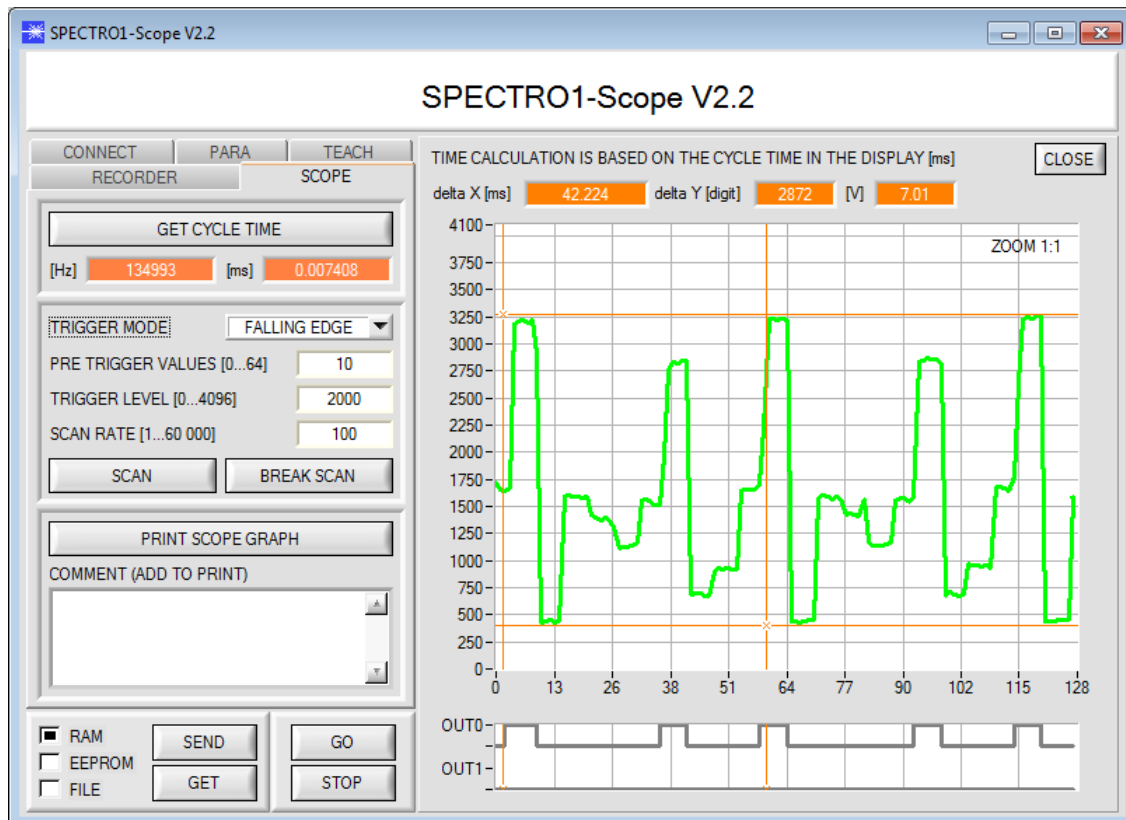 SPECTRO1-Scope V2.2
SPECTRO1-Scope V2.2
CONNECT PARA TEACH
RECORDER SCOPE
GET CYCLE TIME
[Hz] 134993 [ms] 0.007408
TRIGGER MODE FALLING EDGE
PRE TRIGGER VALUES [0...64] 10
TRIGGER LEVEL [0...4096] 2000
SCAN RATE [1...60 000] 100
SCAN BREAK SCAN
PRINT SCOPE GRAPH
COMMENT (ADD TO PRINT)
RAM
EEPROM
FILE
SEND GO
GET STOP
TIME CALCULATION IS BASED ON THE CYCLE TIME IN THE DISPLAY [ms]
CLOSE
delta X [ms] 42.224 delta Y [digit] 2872 [V] 7.01
ZOOM 1:1
4100
3750
3500
3250
3000
2750
2500
2250
2000
1750
1500
1250
1000
750
500
250
0
0 13 26 38 51 64 77 90 102 115 128
OUT0
OUT1